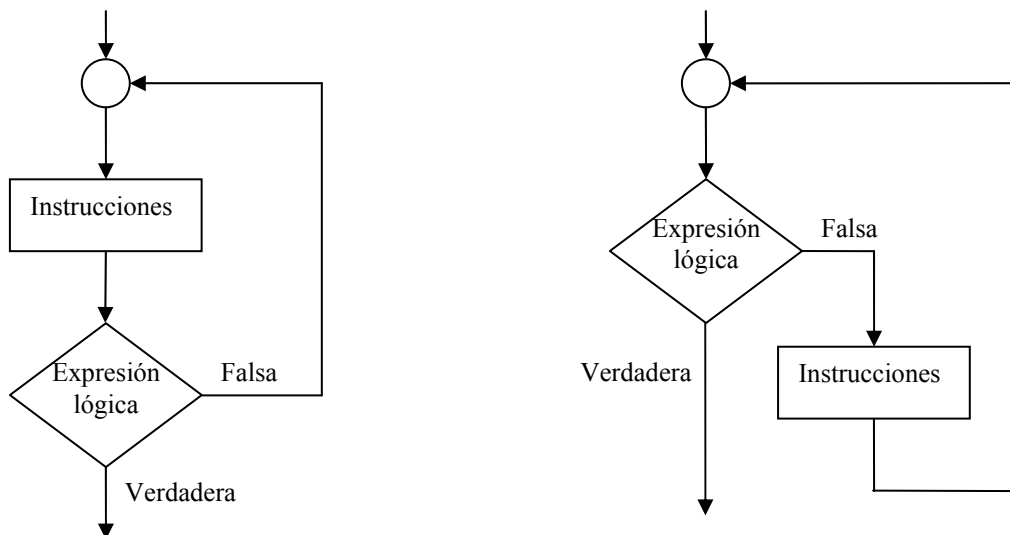 Instrucciones
Expresión
lógica
Falsa
Verdadera
Expresión
lógica
Falsa
Verdadera
Instrucciones